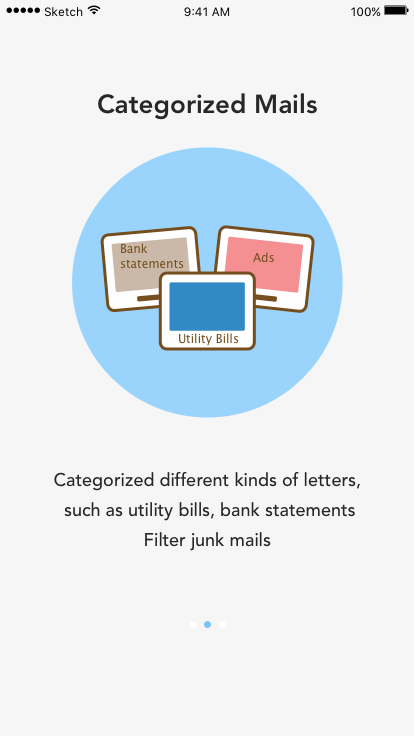 Sketch 9:41 AM 100%
Categorized Mails
Bank
statements
Ads
Utility Bills
Categorized different kinds of letters,
such as utility bills, bank statements
Filter junk mails